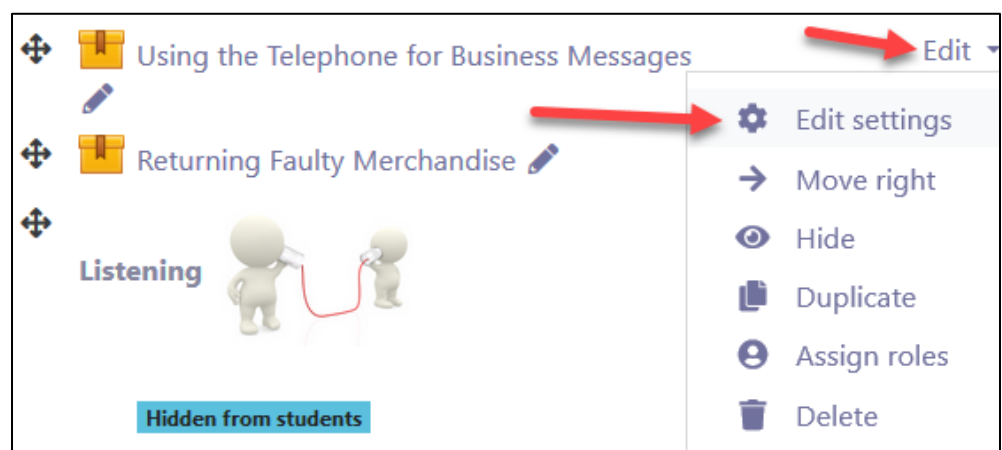 Using the Telephone for Business Messages
Edit
Edit settings
Returning Faulty Merchandise
Move right
Hide
Listening
Duplicate
Assign roles
Hidden from students
Delete